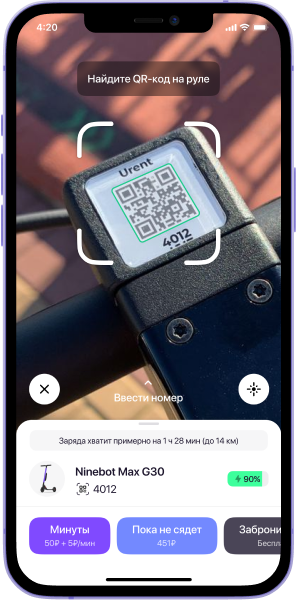 4:20
Найдите QR-код на руле
Urent
4012
Ввести номер
Заряда хватит примерно на 1 ч 28 мин (до 14 км)
Ninebot Max G30
4012
90%
Минуты
50₽ + 5₽/мин
Пока не сядет
451₽
Заброни
Беспл